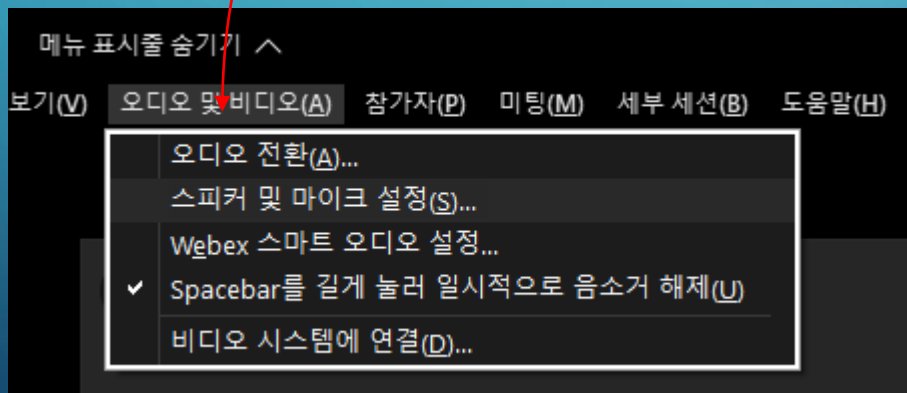 메뉴 표시줄 숨기기
보기(V) 오디오 및 비디오(A) 참가자(P) 미팅(M) 세부 세션(B) 도움말(H)
오디오 전환(A)...
스피커 및 마이크 설정(S)...
Webex 스마트 오디오 설정...
Spacebar를 길게 눌러 일시적으로 음소거 해제(U)
비디오 시스템에 연결(D)...